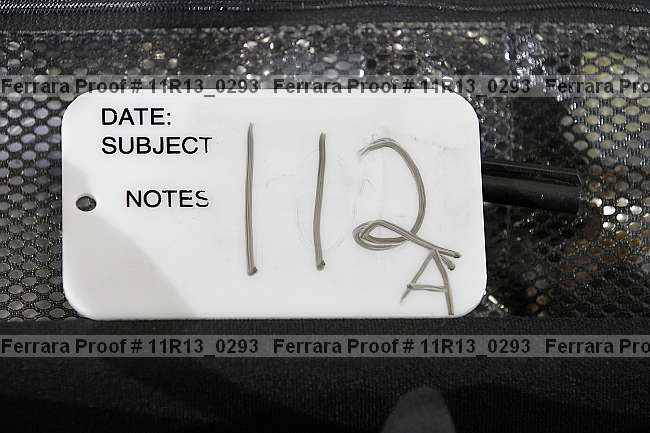 Ferrara Proof # 11R13_0293 Ferrara Proof # 11R13_0293 Ferrara Pro
DATE:
SUBJECT
NOTES
112
A
Ferrara Proof # 11R13_0293 Ferrara Proof # 11R13_0293 Ferrara Pro